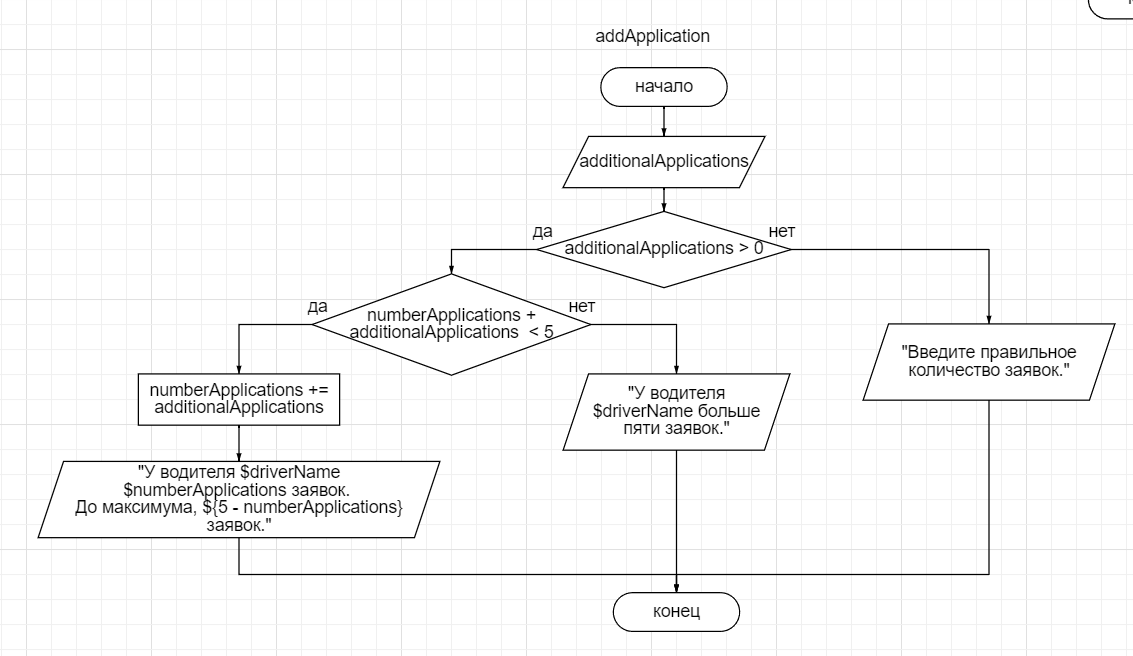 addApplication
начало
additionalApplications
да
нет
additionalApplications > 0
да
нет
numberApplications +
additionalApplications < 5
"Введите правильное
количество заявок."
numberApplications +=
additionalApplications
"У водителя
$driverName больше
пяти заявок."
"У водителя $driverName
$numberApplications заявок.
До максимума, ${5 - numberApplications}
заявок."
конец